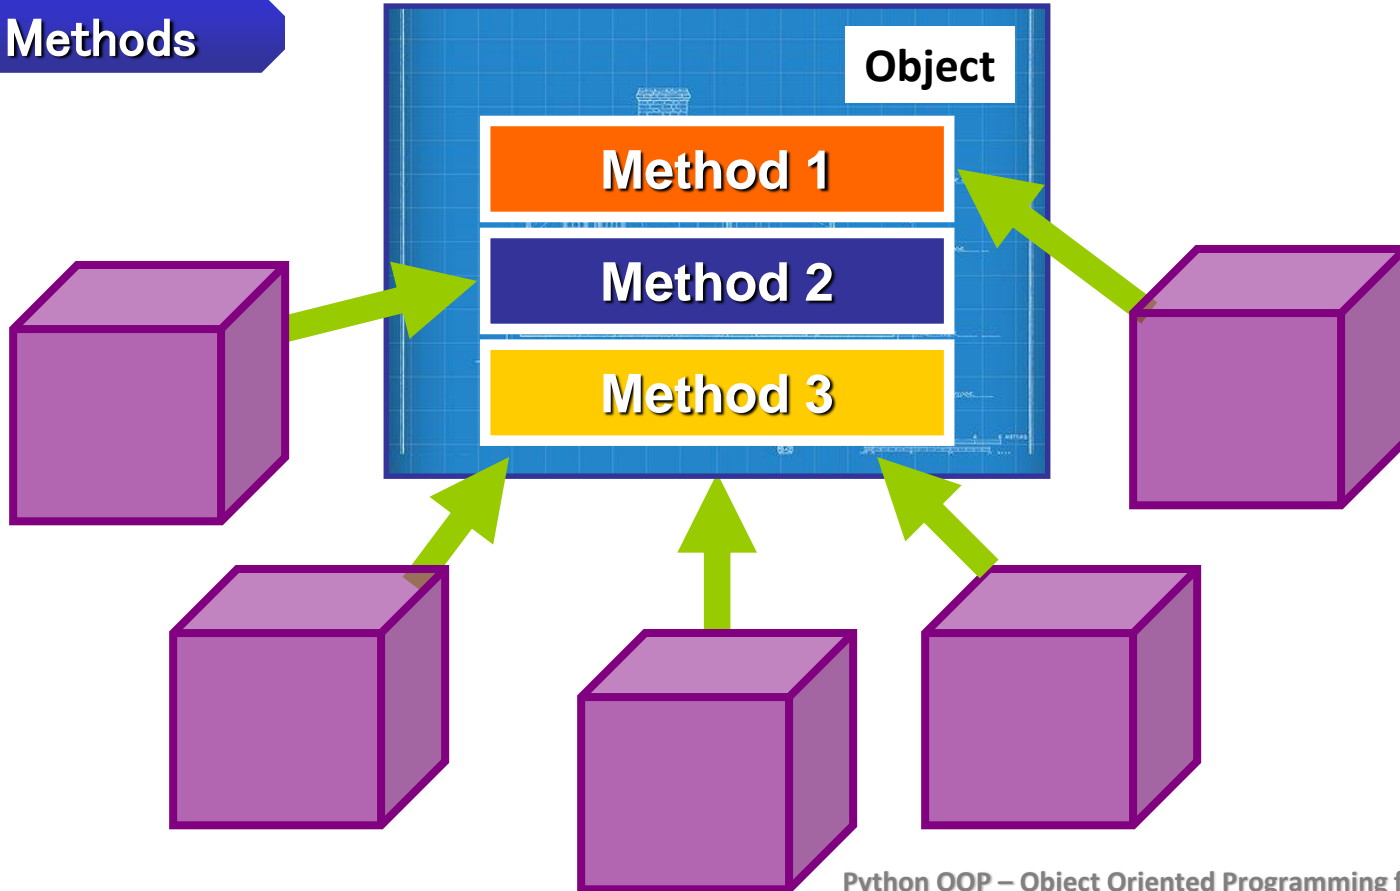 Methods
Object
Method 1
Method 2
Method 3
Python OOP – Object Oriented Programming